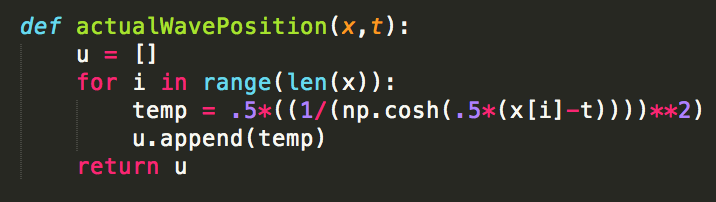 def actualWavePosition(x,t):
    u = []
    for i in range(len(x)):
        temp = .5*((1/(np.cosh(.5*(x[i]-t))))**2)
        u.append(temp)
    return u